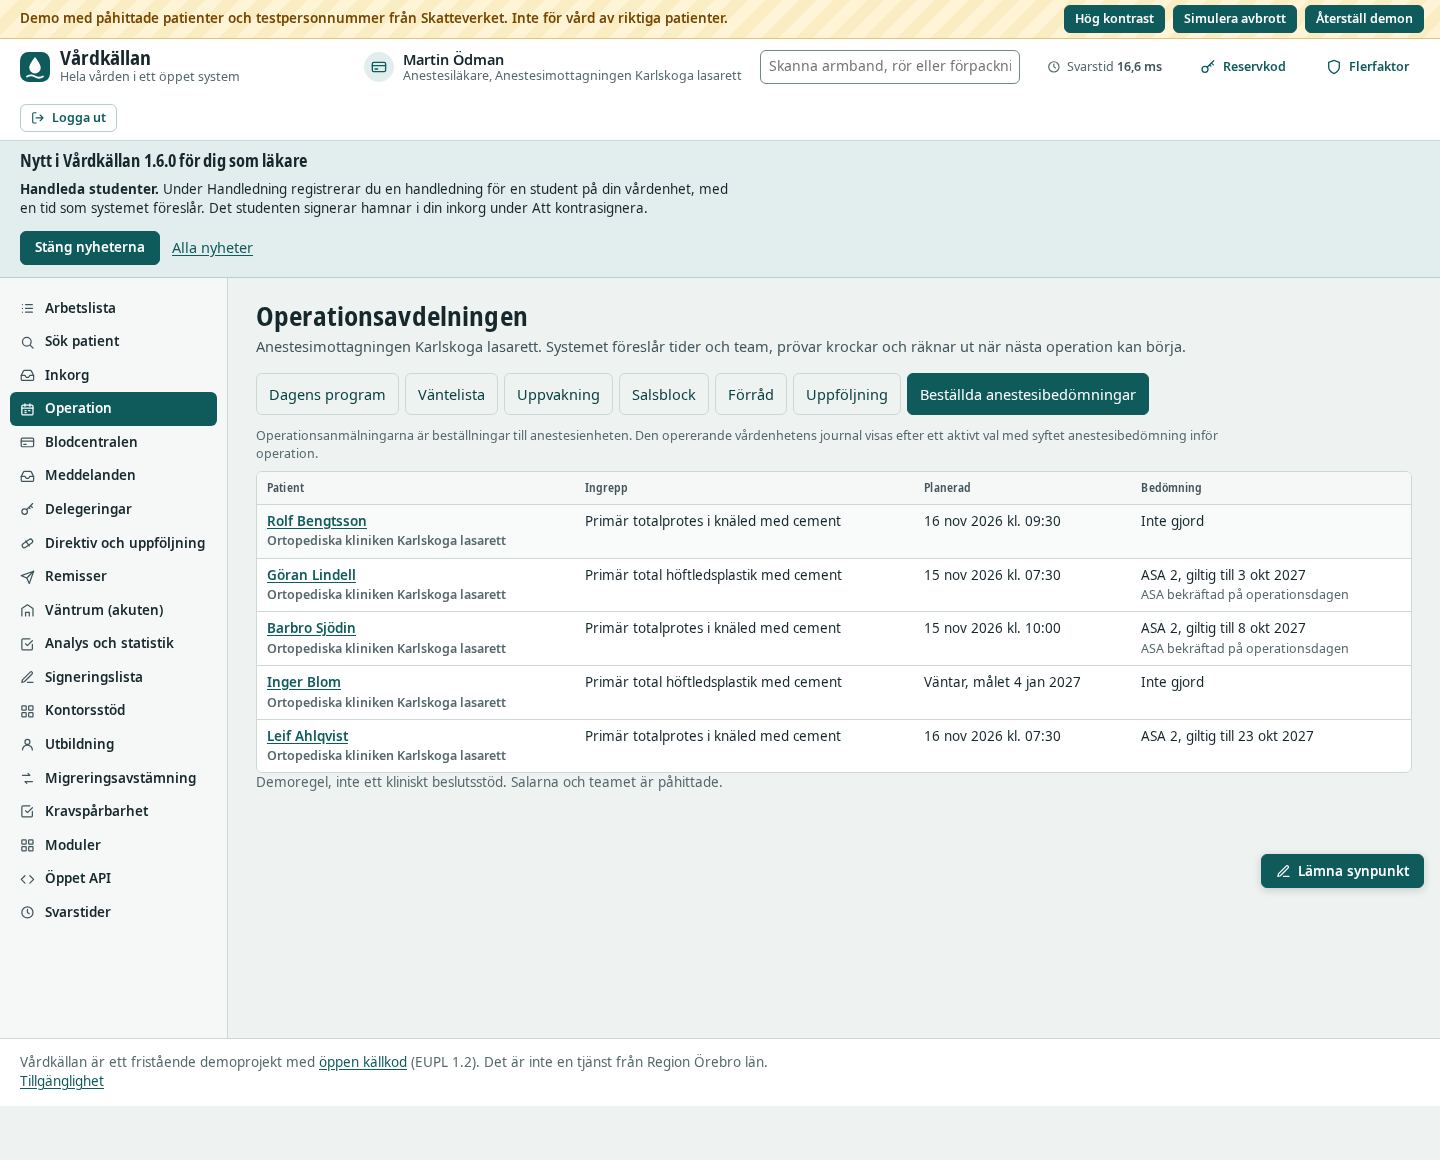 Demo med påhittade patienter och testpersonnummer från Skatteverket. Inte för vård av riktiga patienter.
Hög kontrast
Simulera avbrott
Återställ demon
Vårdkällan
Hela vården i ett öppet system
Martin Ödman
Anestesiläkare, Anestesimottagningen Karlskoga lasarett
Skanna armband, rör eller förpackni
Svarstid 16,6 ms
Reservkod
Flerfaktor
Logga ut
Nytt i Vårdkällan 1.6.0 för dig som läkare
Handleda studenter. Under Handledning registrerar du en handledning för en student på din vårdenhet, med
en tid som systemet föreslår. Det studenten signerar hamnar i din inkorg under Att kontrasignera.
Stäng nyheterna
Alla nyheter
Arbetslista
Sök patient
Inkorg
Operation
Blodcentralen
Meddelanden
Delegeringar
Direktiv och uppföljning
Remisser
Väntrum (akuten)
Analys och statistik
Signeringslista
Kontorsstöd
Utbildning
Migreringsavstämning
Kravspårbarhet
Moduler
Öppet API
Svarstider
Operationsavdelningen
Anestesimottagningen Karlskoga lasarett. Systemet föreslår tider och team, prövar krockar och räknar ut när nästa operation kan börja.
Dagens program
Väntelista
Uppvakning
Salsblock
Förråd
Uppföljning
Beställda anestesibedömningar
Operationsanmälningarna är beställningar till anestesienheten. Den opererande vårdenhetens journal visas efter ett aktivt val med syftet anestesibedömning inför
operation.
Patient Ingrepp Planerad Bedömning
Rolf Bengtsson Primär totalprotes i knäled med cement 16 nov 2026 kl. 09:30 Inte gjord
Ortopediska kliniken Karlskoga lasarett
Göran Lindell Primär total höftledsplastik med cement 15 nov 2026 kl. 07:30 ASA 2, giltig till 3 okt 2027
Ortopediska kliniken Karlskoga lasarett ASA bekräftad på operationsdagen
Barbro Sjödin Primär totalprotes i knäled med cement 15 nov 2026 kl. 10:00 ASA 2, giltig till 8 okt 2027
Ortopediska kliniken Karlskoga lasarett ASA bekräftad på operationsdagen
Inger Blom Primär total höftledsplastik med cement Väntar, målet 4 jan 2027 Inte gjord
Ortopediska kliniken Karlskoga lasarett
Leif Ahlqvist Primär totalprotes i knäled med cement 16 nov 2026 kl. 07:30 ASA 2, giltig till 23 okt 2027
Ortopediska kliniken Karlskoga lasarett
Demoregel, inte ett kliniskt beslutsstöd. Salarna och teamet är påhittade.
Lämna synpunkt
Vårdkällan är ett fristående demoprojekt med öppen källkod (EUPL 1.2). Det är inte en tjänst från Region Örebro län.
Tillgänglighet